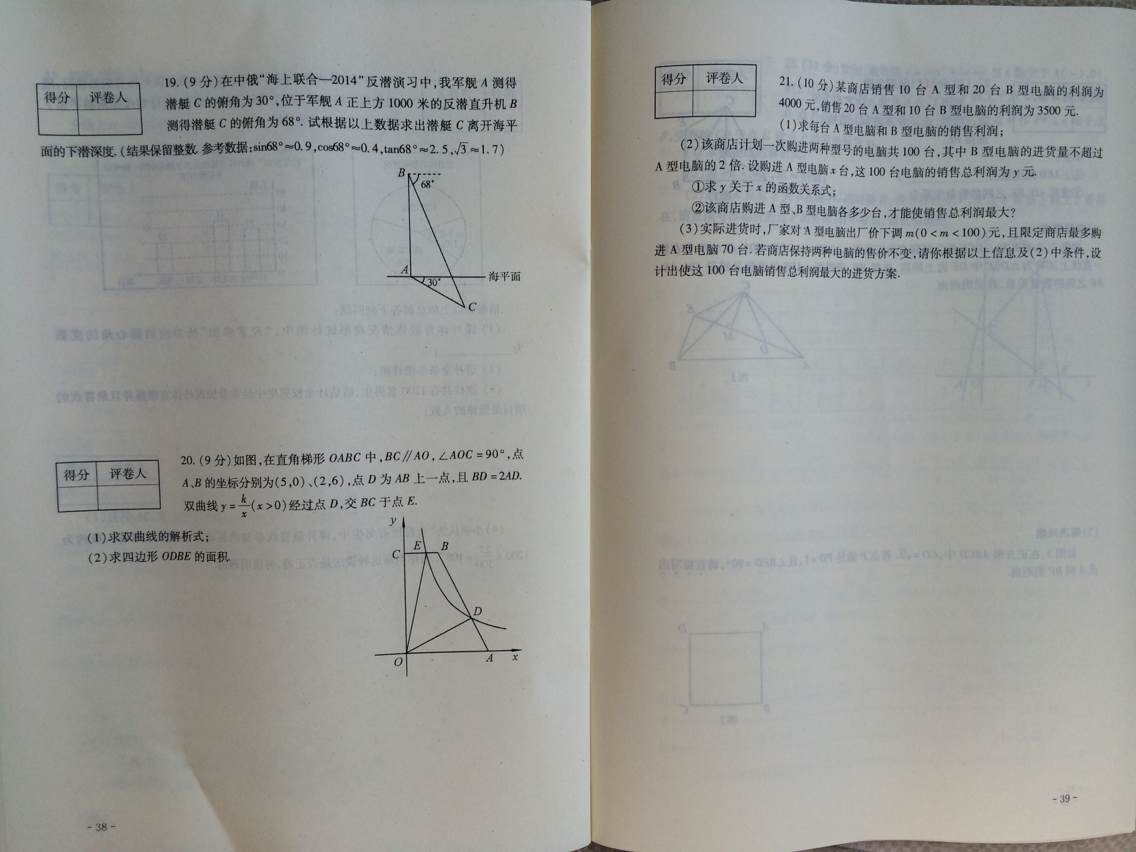 得分 评卷人
19.(9分)在中俄“海上联合—2014”反潜演习中,我军舰A测得
潜艇C的俯角为30°,位于军舰A正上方1000米的反潜直升机B
测得潜艇C的俯角为68°. 试根据以上数据求出潜艇C离开海平
面的下潜深度.(结果保留整数.参考数据:sin68°≈0.9,cos68°≈0.4,tan68°≈2.5,√3≈1.7)
B
68°
A
30°
海平面
C
得分 评卷人
20.(9分)如图,在直角梯形OABC中,BC∥AO,∠AOC=90°,点
A、B的坐标分别为(5,0)、(2,6),点D为AB上一点,且BD=2AD.
双曲线y=k/x(x>0)经过点D,交BC于点E.
(1)求双曲线的解析式;
(2)求四边形ODBE的面积.
y
C E B
D
O A x
- 38 -
得分 评卷人
21.(10分)某商店销售10台A型和20台B型电脑的利润为
4000元,销售20台A型和10台B型电脑的利润为3500元.
(1)求每台A型电脑和B型电脑的销售利润;
(2)该商店计划一次购进两种型号的电脑共100台,其中B型电脑的进货量不超过
A型电脑的2倍. 设购进A型电脑x台,这100台电脑的销售总利润为y元.
①求y关于x的函数关系式;
②该商店购进A型、B型电脑各多少台,才能使销售总利润最大?
(3)实际进货时,厂家对A型电脑出厂价下调m(0<m<100)元,且限定商店最多购
进A型电脑70台. 若商店保持两种电脑的售价不变,请你根据以上信息及(2)中条件,设
计出使这100台电脑销售总利润最大的进货方案.
- 39 -